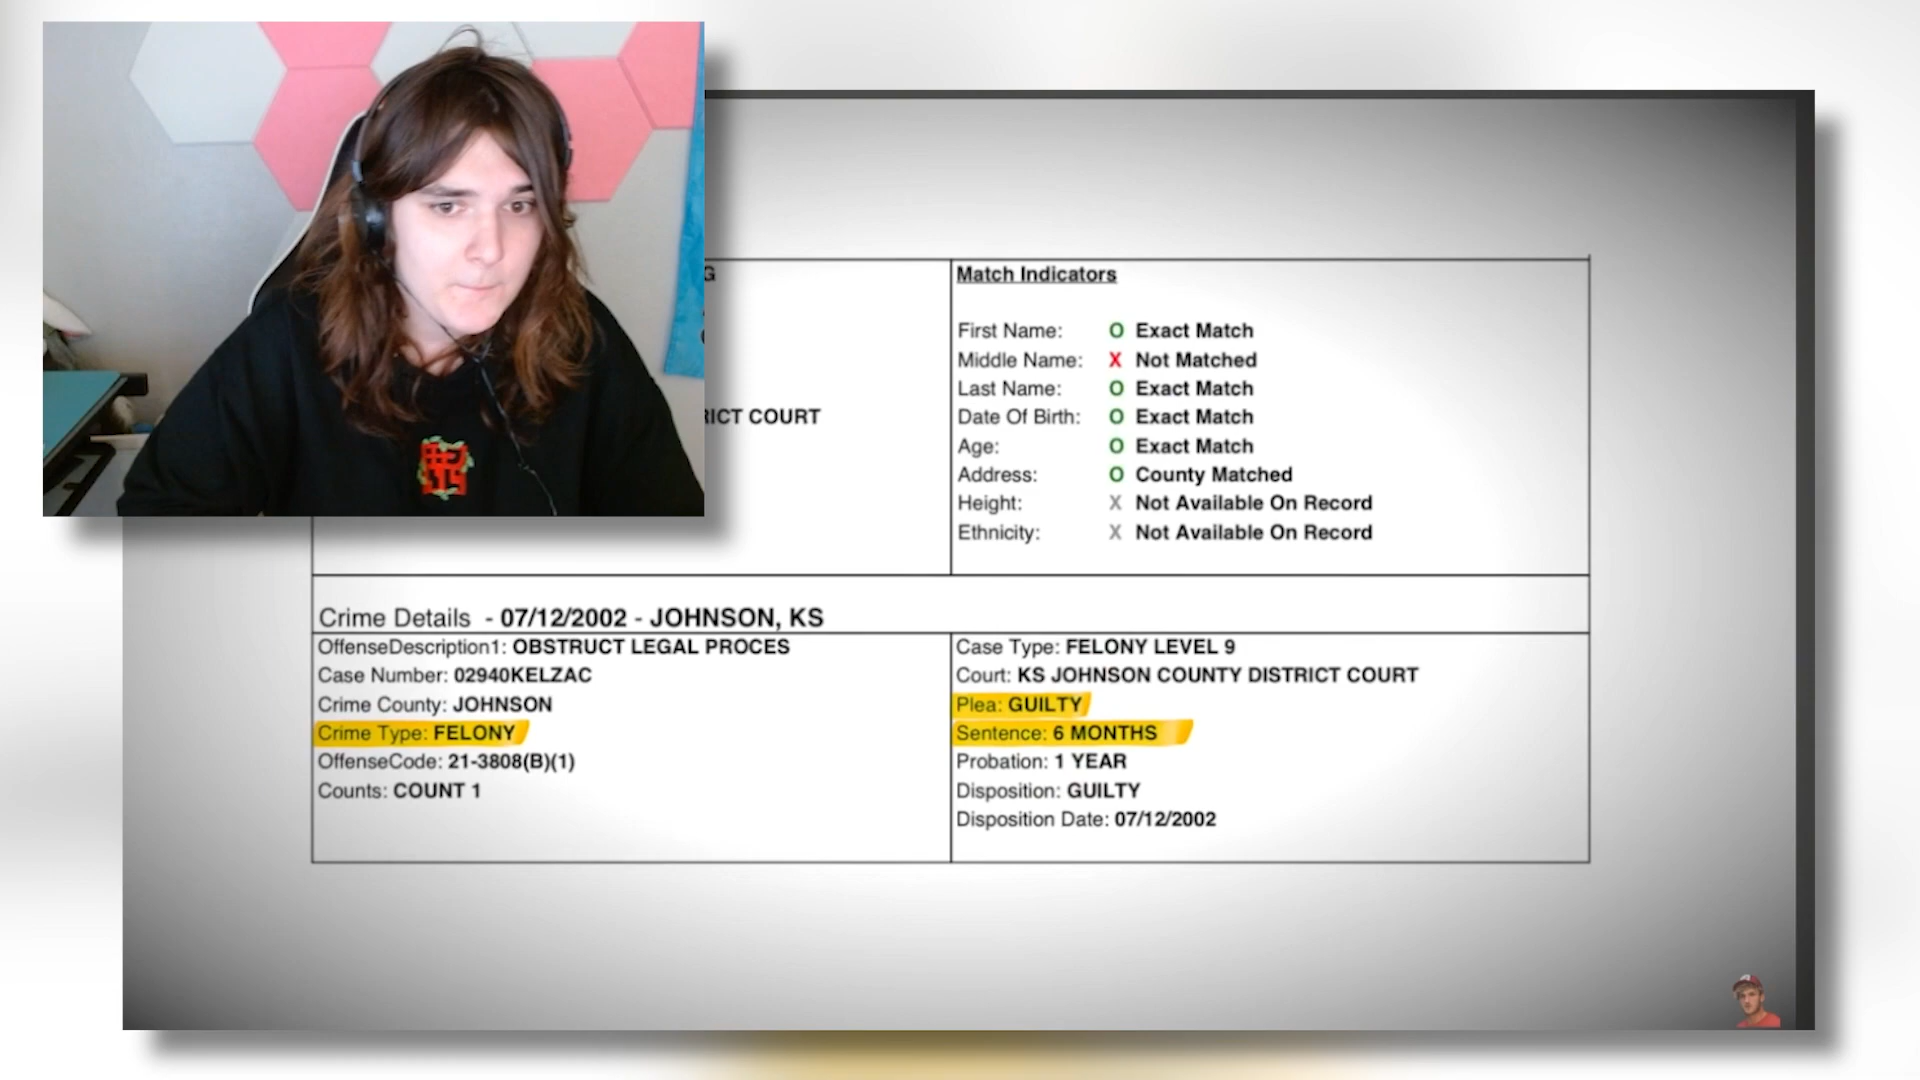 G
RICT COURT
Match Indicators
First Name: O Exact Match
Middle Name: X Not Matched
Last Name: O Exact Match
Date Of Birth: O Exact Match
Age: O Exact Match
Address: O County Matched
Height: X Not Available On Record
Ethnicity: X Not Available On Record
Crime Details - 07/12/2002 - JOHNSON, KS
OffenseDescription1: OBSTRUCT LEGAL PROCES
Case Number: 02940KELZAC
Crime County: JOHNSON
Crime Type: FELONY
OffenseCode: 21-3808(B)(1)
Counts: COUNT 1
Case Type: FELONY LEVEL 9
Court: KS JOHNSON COUNTY DISTRICT COURT
Plea: GUILTY
Sentence: 6 MONTHS
Probation: 1 YEAR
Disposition: GUILTY
Disposition Date: 07/12/2002